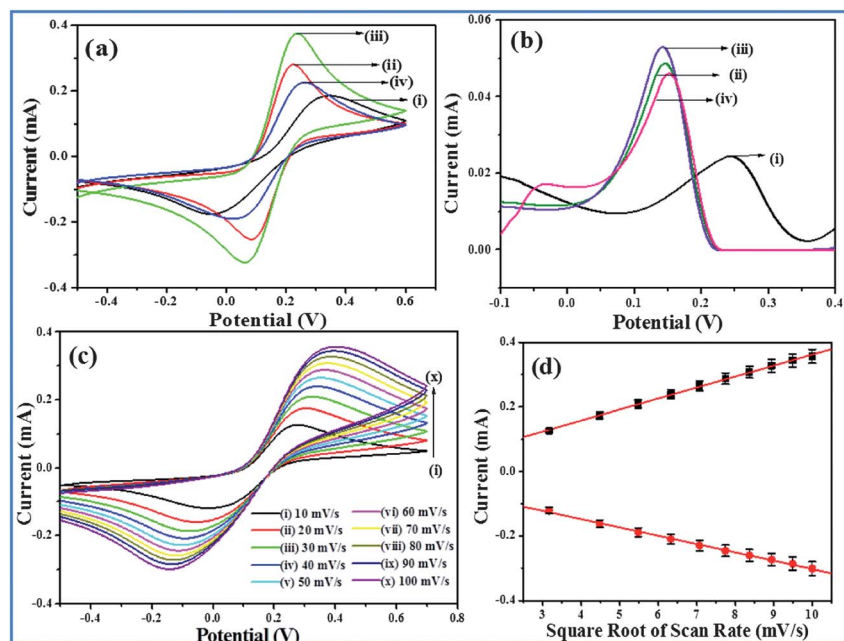 (a)
(iii)
(ii)
(iv)
(i)
Current (mA)
0.4
0.2
0.0
-0.2
-0.4
-0.4 -0.2 0.0 0.2 0.4 0.6
Potential (V)
(b)
(iii)
(ii)
(iv)
(i)
Current (mA)
0.06
0.04
0.02
0.00
-0.1 0.0 0.1 0.2 0.3 0.4
Potential (V)
(c)
(x)
(i)
Current (mA)
0.4
0.2
0.0
-0.2
-0.4
(i) 10 mV/s
(ii) 20 mV/s
(iii) 30 mV/s
(iv) 40 mV/s
(v) 50 mV/s
(vi) 60 mV/s
(vii) 70 mV/s
(viii) 80 mV/s
(ix) 90 mV/s
(x) 100 mV/s
-0.4 -0.2 0.0 0.2 0.4 0.6 0.8
Potential (V)
(d)
Current (mA)
0.4
0.2
0.0
-0.2
-0.4
3 4 5 6 7 8 9 10
Square Root of Scan Rate (mV/s)